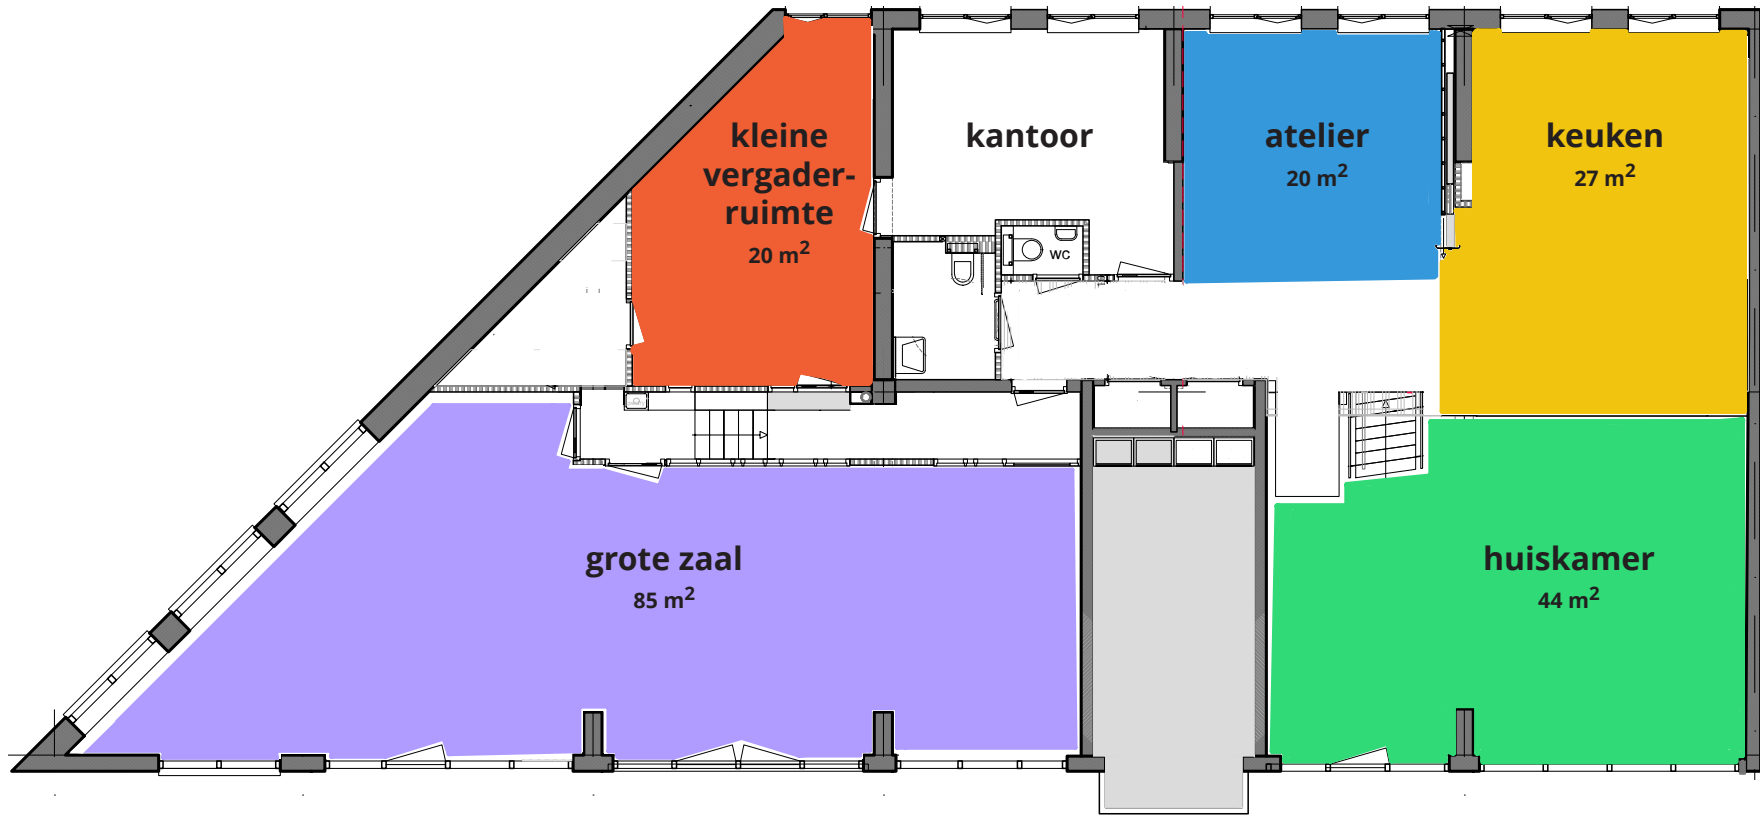 kleine
vergader-
ruimte
20 m²
kantoor
atelier
20 m²
keuken
27 m²
WC
grote zaal
85 m²
huiskamer
44 m²